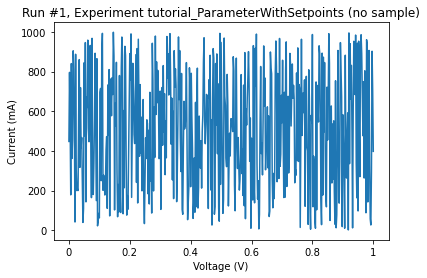 Run #1, Experiment tutorial_ParameterWithSetpoints (no sample)
1000
800
600
400
200
0
Current (mA)
0 0.2 0.4 0.6 0.8 1
Voltage (V)